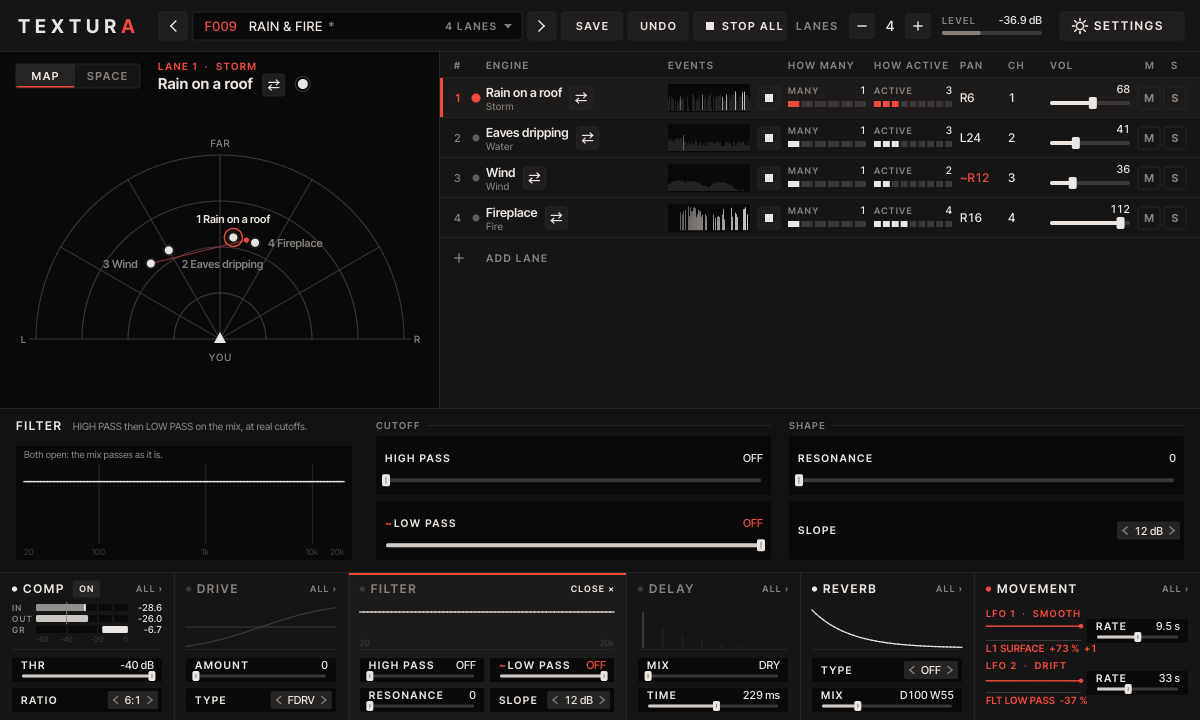 TEXTURA
F009 RAIN & FIRE * 4 LANES
SAVE
UNDO
STOP ALL
LANES 4
LEVEL -36.9 dB
SETTINGS
MAP SPACE
LANE 1 · STORM
Rain on a roof
FAR
1 Rain on a roof
4 Fireplace
3 Wind
2 Eaves dripping
L
R
YOU
# ENGINE EVENTS HOW MANY HOW ACTIVE PAN CH VOL M S
1 Rain on a roof MANY 1 ACTIVE 3 R6 1 68 M S
Storm
2 Eaves dripping MANY 1 ACTIVE 3 L24 2 41 M S
Water
3 Wind MANY 1 ACTIVE 2 ~R12 3 36 M S
Wind
4 Fireplace MANY 1 ACTIVE 4 R16 4 112 M S
Fire
+ ADD LANE
FILTER HIGH PASS then LOW PASS on the mix, at real cutoffs.
Both open: the mix passes as it is.
20 100 1k 10k 20k
CUTOFF
HIGH PASS OFF
~LOW PASS OFF
SHAPE
RESONANCE 0
SLOPE < 12 dB >
COMP ON ALL ›
IN -28.6
OUT -26.0
GR -6.7
-60 -40 -20 0
THR -40 dB
RATIO < 6:1 >
DRIVE ALL ›
AMOUNT 0
TYPE < FDRV >
FILTER CLOSE ×
20 20k
HIGH PASS OFF
~LOW PASS OFF
RESONANCE 0
SLOPE < 12 dB >
DELAY ALL ›
MIX DRY
TIME 229 ms
REVERB ALL ›
TYPE < OFF >
MIX D100 W55
MOVEMENT ALL ›
LFO 1 · SMOOTH
RATE 9.5 s
L1 SURFACE +73 % +1
LFO 2 · DRIFT
RATE 33 s
FLT LOW PASS -37 %